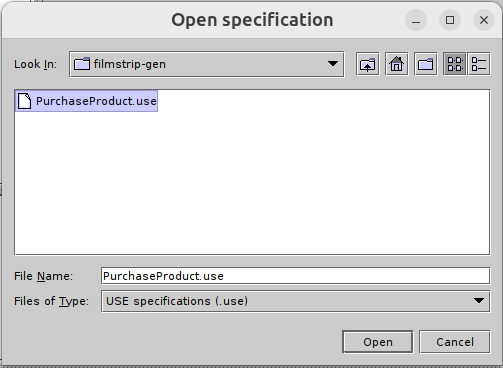 Open specification
Look In: filmstrip-gen
PurchaseProduct.use
File Name: PurchaseProduct.use
Files of Type: USE specifications (.use)
Open Cancel